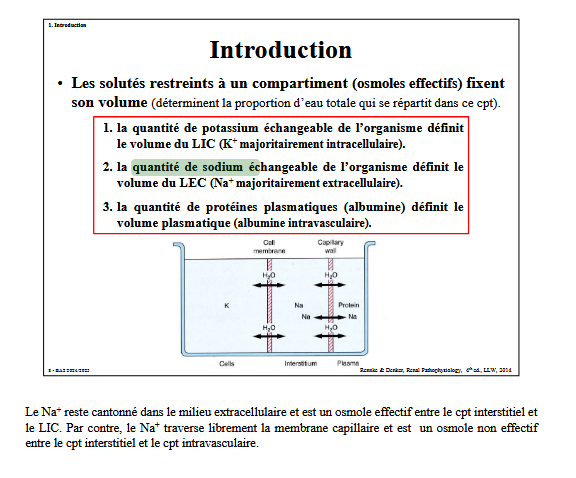 1. Introduction
Introduction
• Les solutés restreints à un compartiment (osmoles effectifs) fixent
son volume (déterminent la proportion d'eau totale qui se répartit dans ce cpt).
1. la quantité de potassium échangeable de l'organisme définit
le volume du LIC (K⁺ majoritairement intracellulaire).
2. la quantité de sodium échangeable de l'organisme définit le
volume du LEC (Na⁺ majoritairement extracellulaire).
3. la quantité de protéines plasmatiques (albumine) définit le
volume plasmatique (albumine intravasculaire).
Cell Capillary
membrane wall
H₂O H₂O
K Na Protein
Na Na
H₂O H₂O
Cells Interstitium Plasma
Rennke & Denker, Renal Pathophysiology, 4th ed., LLW, 2014
2024/2025
Le Na⁺ reste cantonné dans le milieu extracellulaire et est un osmole effectif entre le cpt interstitiel et
le LIC. Par contre, le Na⁺ traverse librement la membrane capillaire et est un osmole non effectif
entre le cpt interstitiel et le cpt intravasculaire.